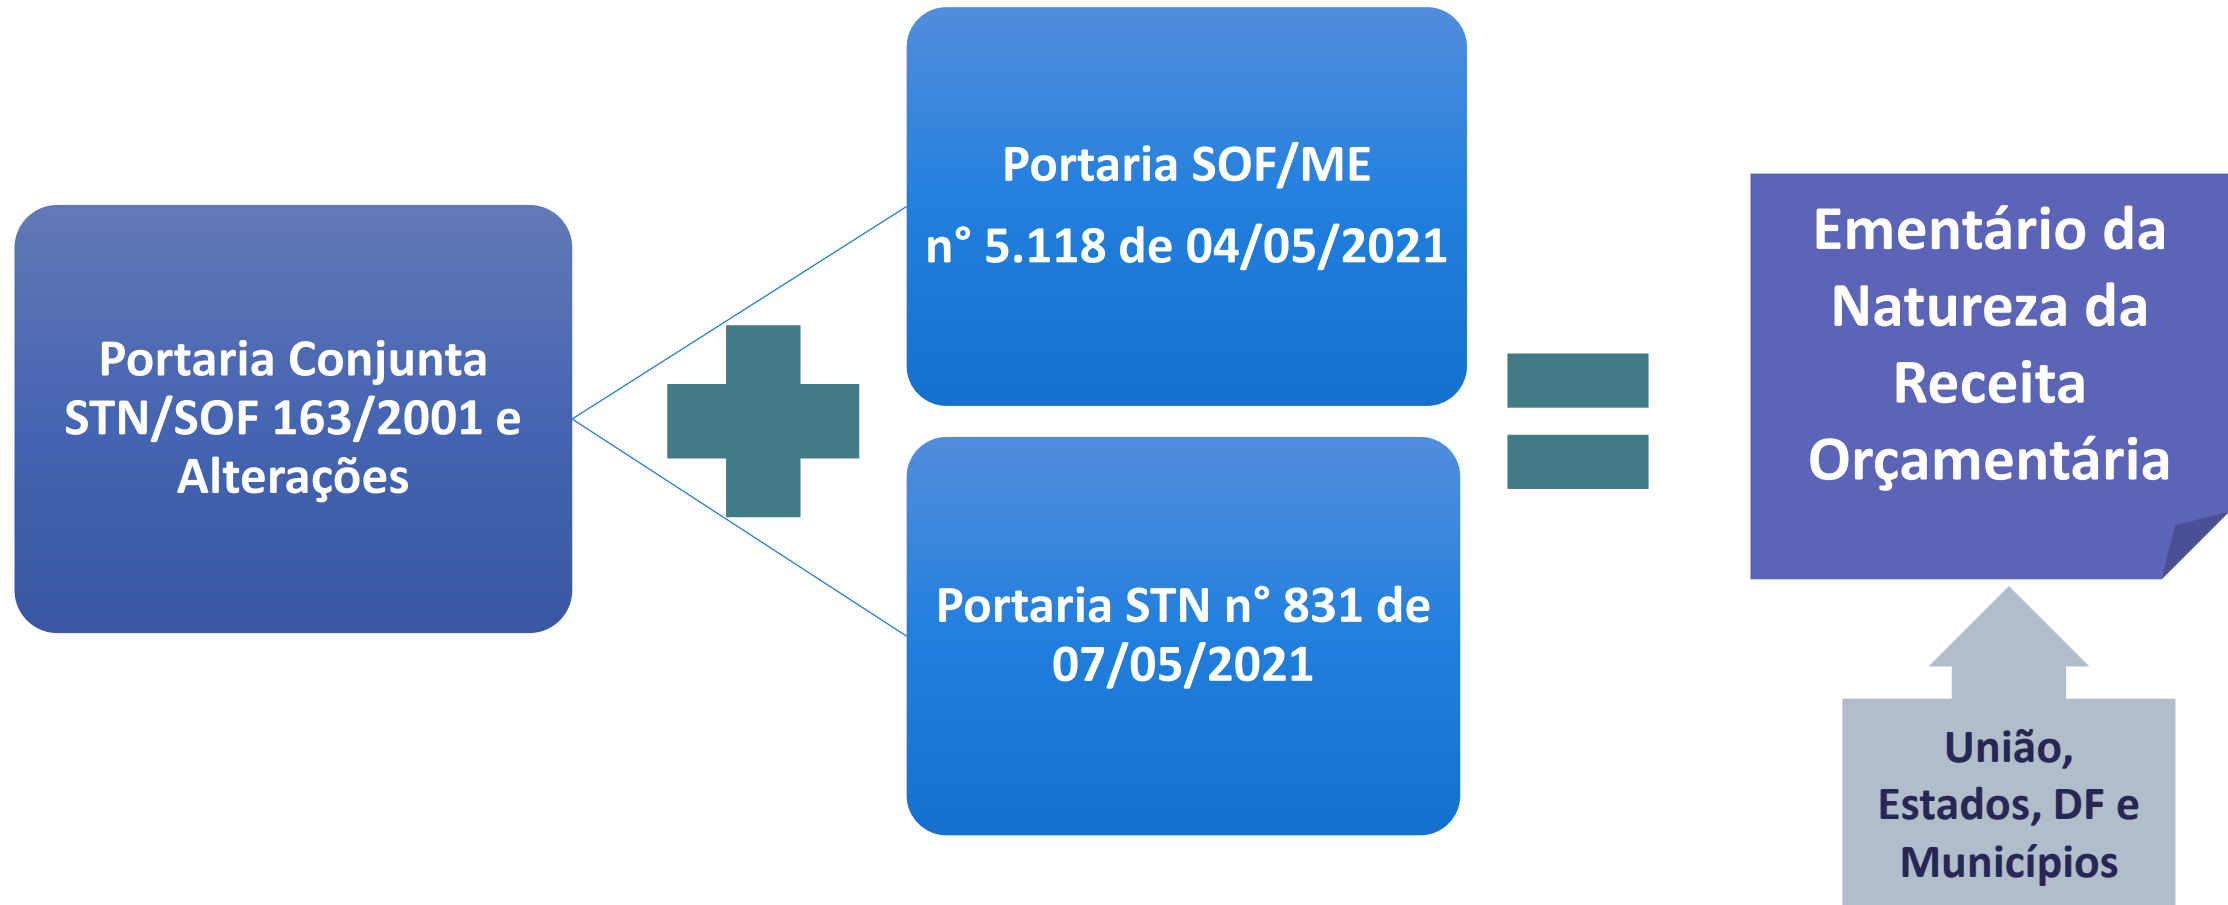 Portaria Conjunta
STN/SOF 163/2001 e
Alterações
Portaria SOF/ME
n° 5.118 de 04/05/2021
Portaria STN n° 831 de
07/05/2021
Ementário da
Natureza da
Receita
Orçamentária
União,
Estados, DF e
Municípios